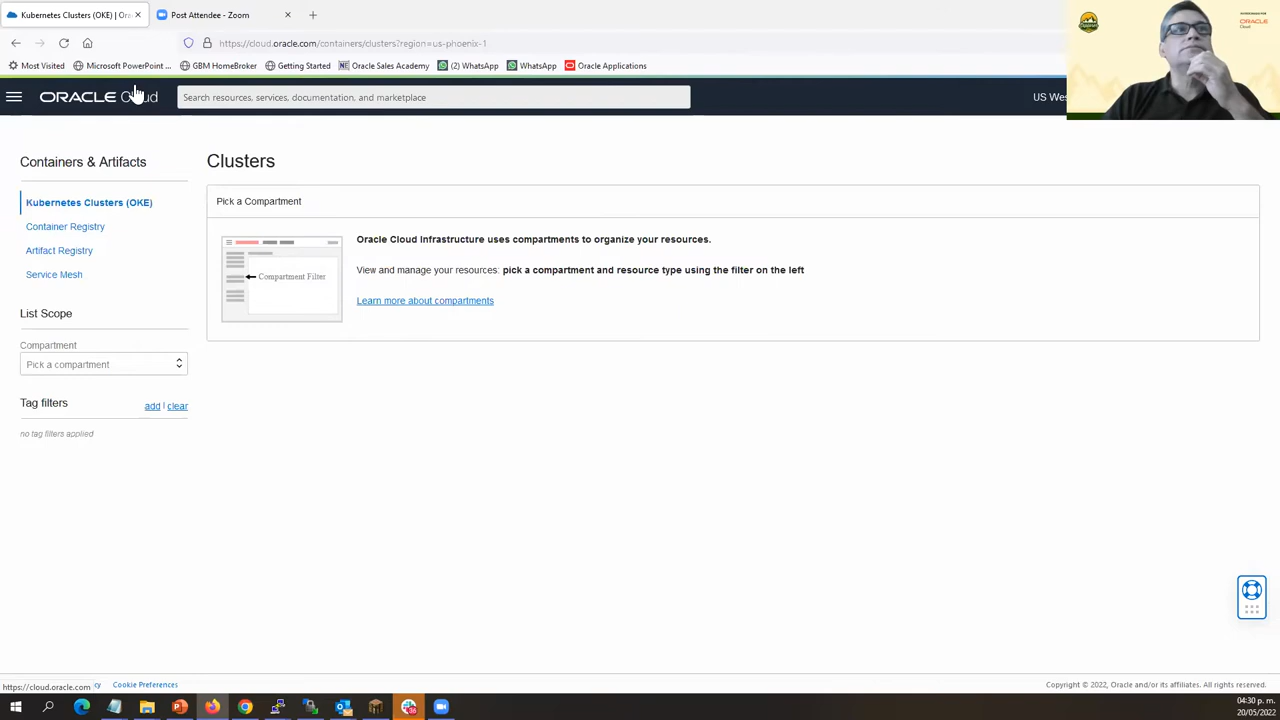 Kubernetes Clusters (OKE) | Ora
Post Attendee - Zoom
https://cloud.oracle.com/containers/clusters?region=us-phoenix-1
Most Visited
Microsoft PowerPoint ...
GBM HomeBroker
Getting Started
Oracle Sales Academy
(2) WhatsApp
WhatsApp
Oracle Applications
ORACLE Cloud
Search resources, services, documentation, and marketplace
US Wes
ORACLE
Cloud
Containers & Artifacts
Kubernetes Clusters (OKE)
Container Registry
Artifact Registry
Service Mesh
List Scope
Compartment
Pick a compartment
Tag filters
add | clear
no tag filters applied
Clusters
Pick a Compartment
Compartment Filter
Oracle Cloud Infrastructure uses compartments to organize your resources.
View and manage your resources: pick a compartment and resource type using the filter on the left
Learn more about compartments
https://cloud.oracle.com
cy
Cookie Preferences
Copyright © 2022, Oracle and/or its affiliates. All rights reserved.
04:30 p. m.
20/05/2022